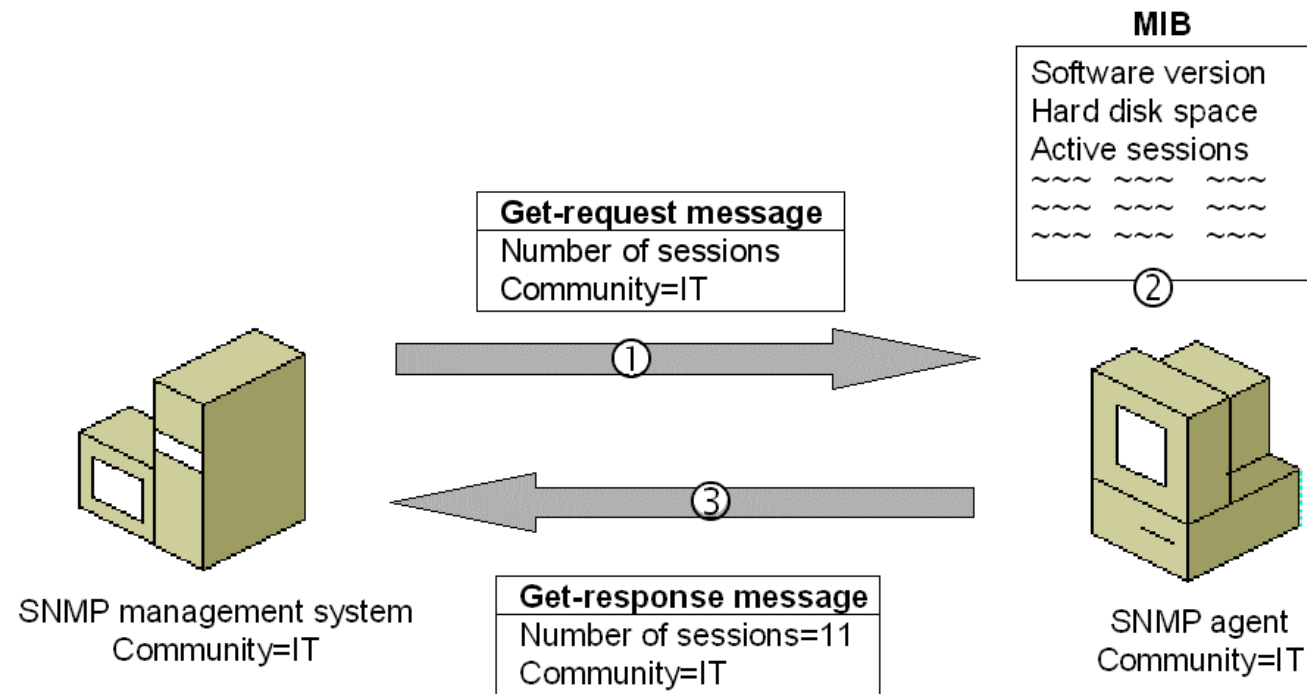 MIB
Software version
Hard disk space
Active sessions
~~~ ~~~ ~~~
~~~ ~~~ ~~~
~~~ ~~~ ~~~
②
Get-request message
Number of sessions
Community=IT
①
③
SNMP management system
Community=IT
Get-response message
Number of sessions=11
Community=IT
SNMP agent
Community=IT